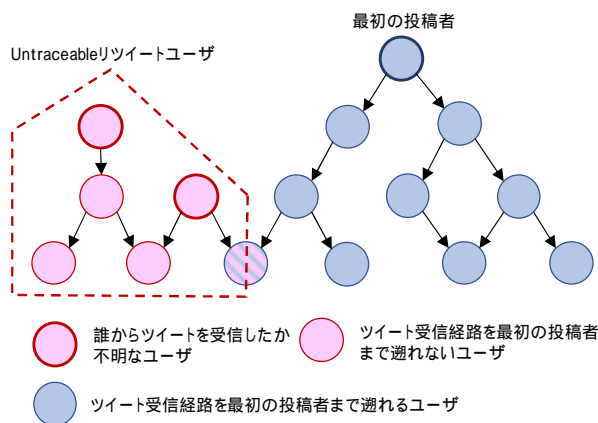 最初の投稿者
Untraceableリツイートユーザ
誰からツイートを受信したか
不明なユーザ
ツイート受信経路を最初の投稿者
まで遡れないユーザ
ツイート受信経路を最初の投稿者まで遡れるユーザ